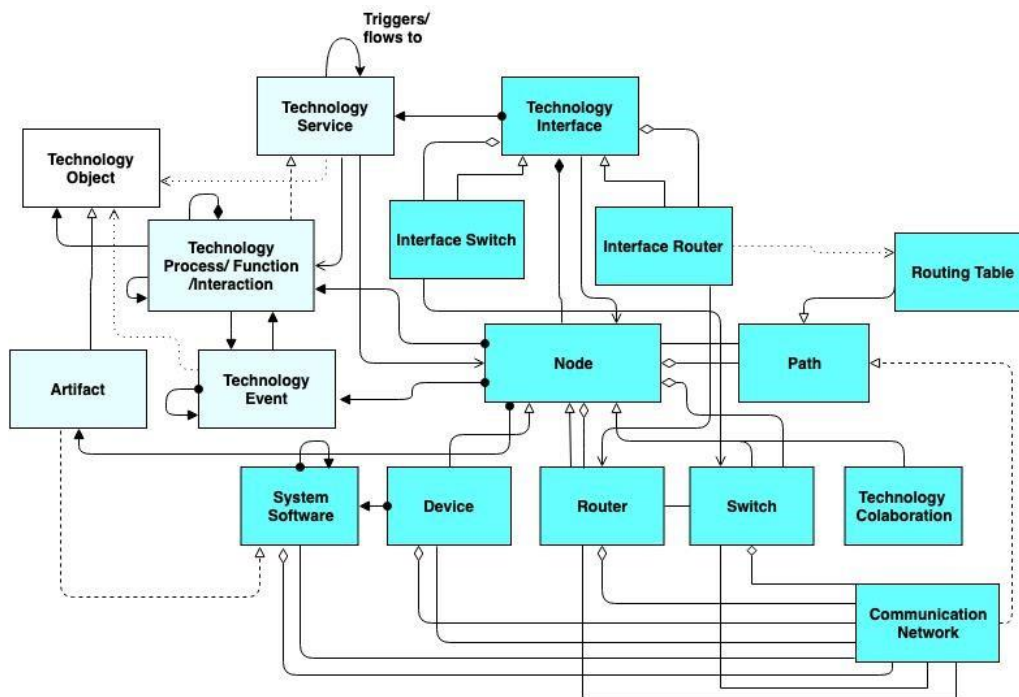 Triggers/
flows to
Technology
Service
Technology
Interface
Technology
Object
Interface Switch
Interface Router
Technology
Process/ Function
/Interaction
Routing Table
Node
Path
Artifact
Technology
Event
System
Software
Device
Router
Switch
Technology
Colaboration
Communication
Network